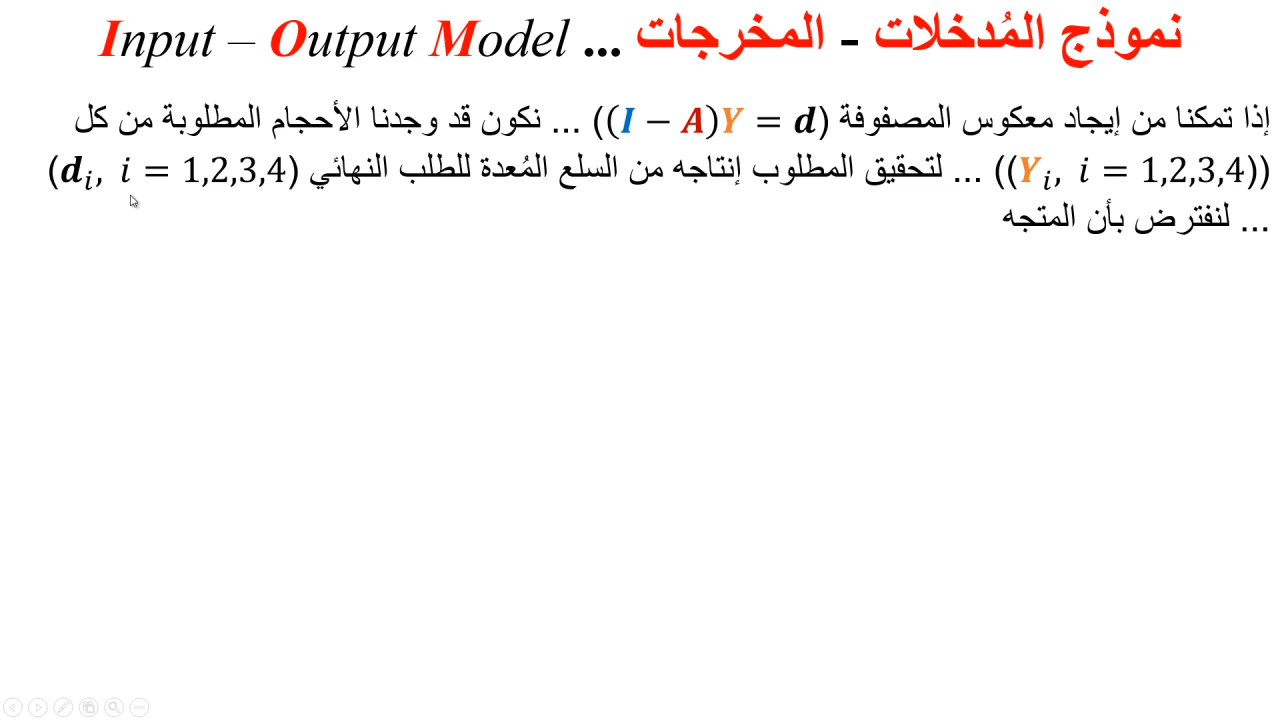 نموذج المُدخلات - المخرجات ... Input – Output Model
إذا تمكنا من إيجاد معكوس المصفوفة ((I − A)Y = d) ... نكون قد وجدنا الأحجام المطلوبة من كل
((Yi, i = 1,2,3,4)) ... لتحقيق المطلوب إنتاجه من السلع المُعدة للطلب النهائي (di, i = 1,2,3,4)
... لنفترض بأن المتجه